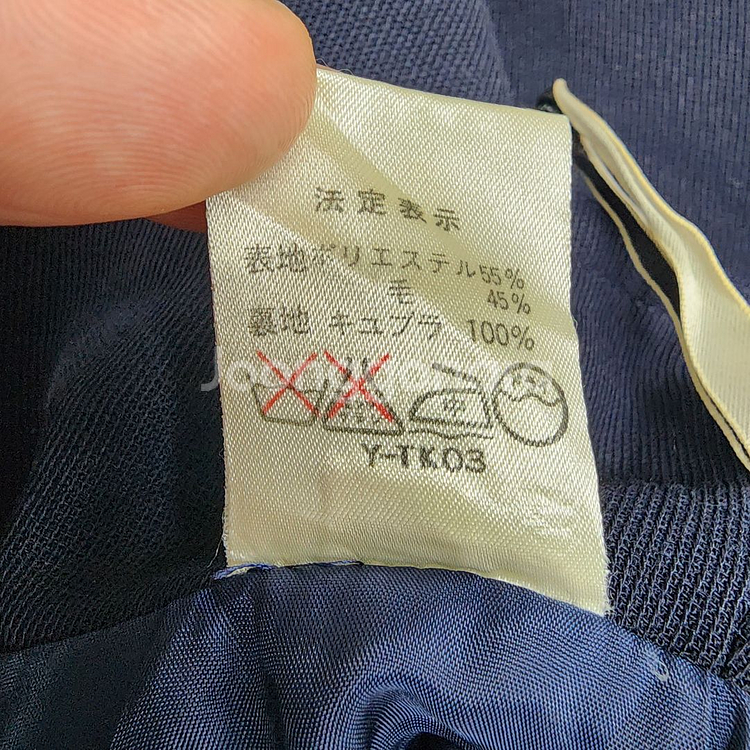 法定表示
表地ポリエステル55%
毛 45%
裏地 キュプラ 100%
Y-TK03